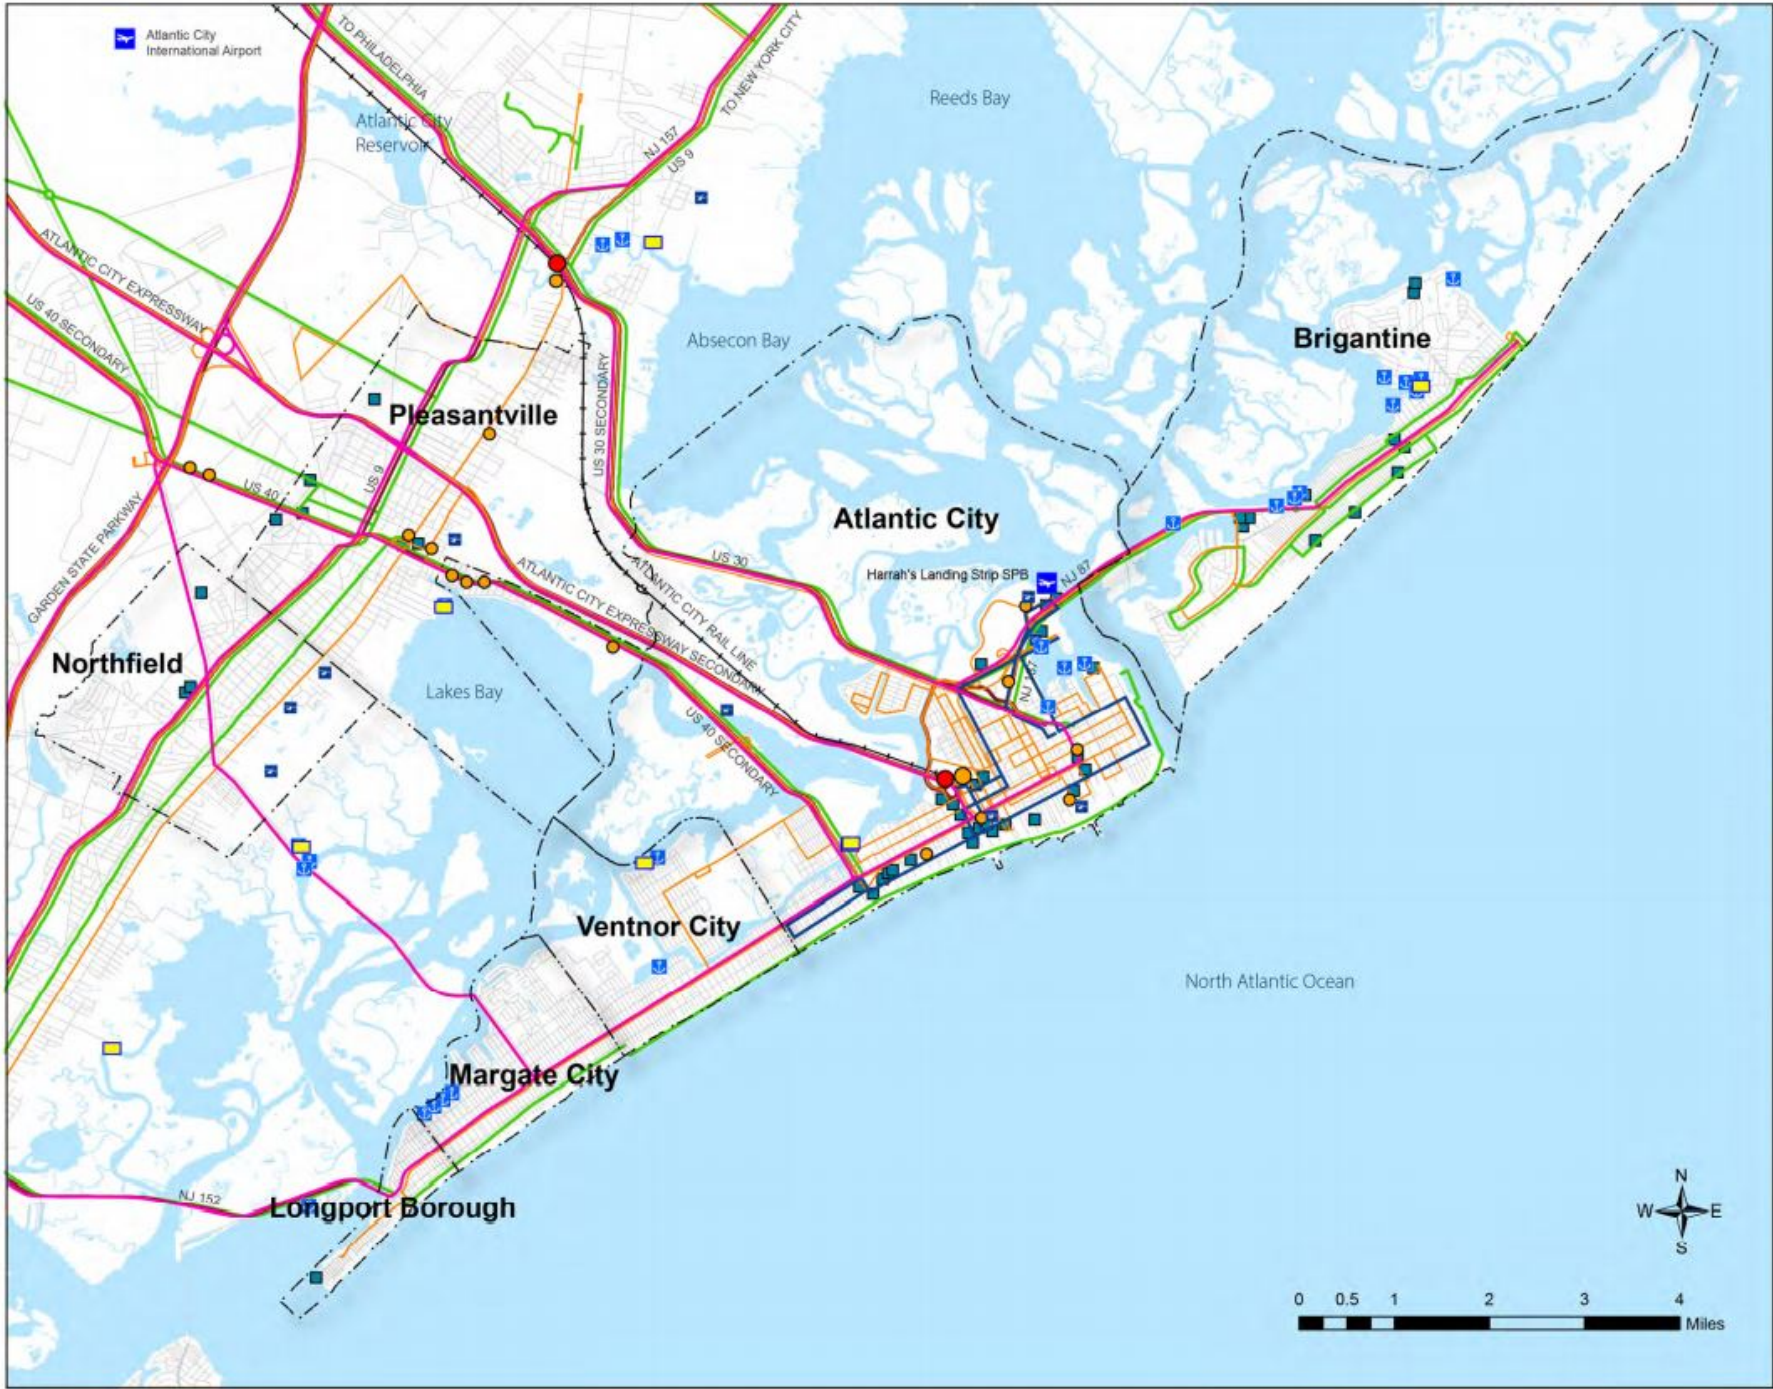 Atlantic City
International Airport
TO PHILADELPHIA
TO NEW YORK CITY
Reeds Bay
Atlantic City
Reservoir
NJ 157
US 9
ATLANTIC CITY EXPRESSWAY
US 40 SECONDARY
Absecon Bay
Brigantine
US 30 SECONDARY
Pleasantville
US 9
US 40
Atlantic City
GARDEN STATE PARKWAY
US 30
ATLANTIC CITY EXPRESSWAY SECONDARY
ATLANTIC CITY RAIL LINE
Harrah's Landing Strip SPB
NJ 87
Northfield
Lakes Bay
NJ 187
US 40 SECONDARY
Ventnor City
North Atlantic Ocean
Margate City
NJ 152
Longport Borough
N
W
E
S
0 0.5 1 2 3 4
Miles